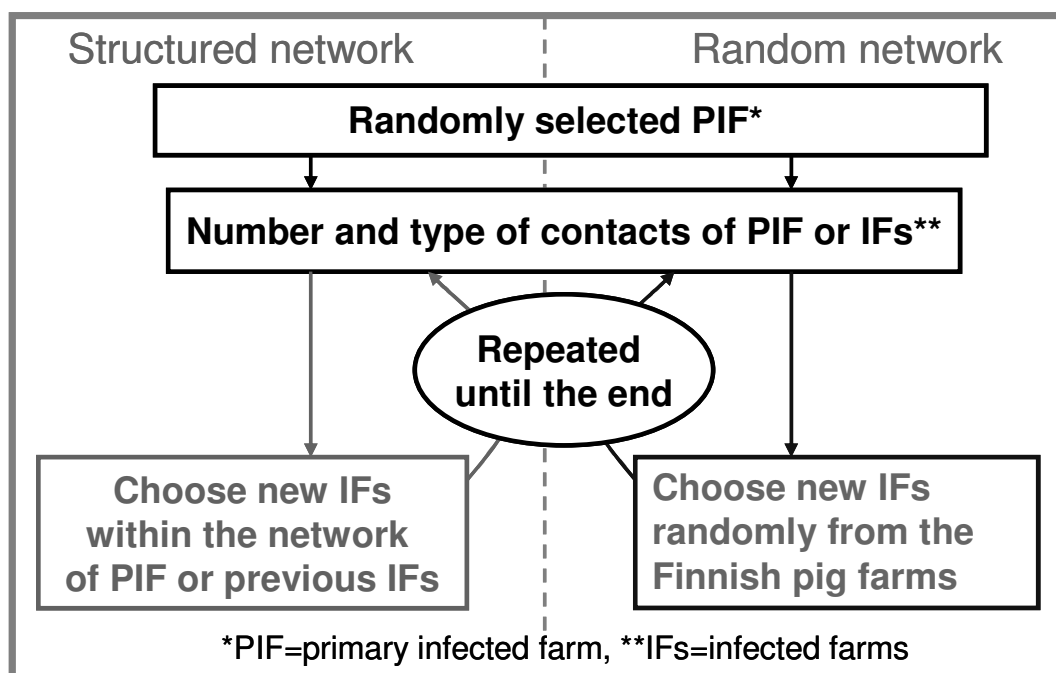 Structured network
Random network
Randomly selected PIF*
Number and type of contacts of PIF or IFs**
Repeated
until the end
Choose new IFs
within the network
of PIF or previous IFs
Choose new IFs
randomly from the
Finnish pig farms
*PIF=primary infected farm, **IFs=infected farms